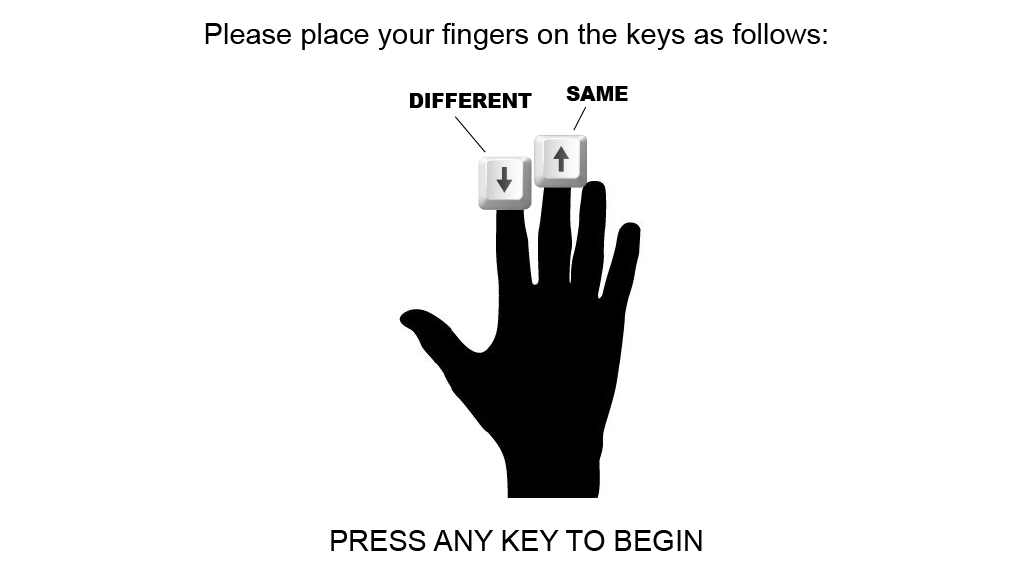 Please place your fingers on the keys as follows:
DIFFERENT SAME
PRESS ANY KEY TO BEGIN